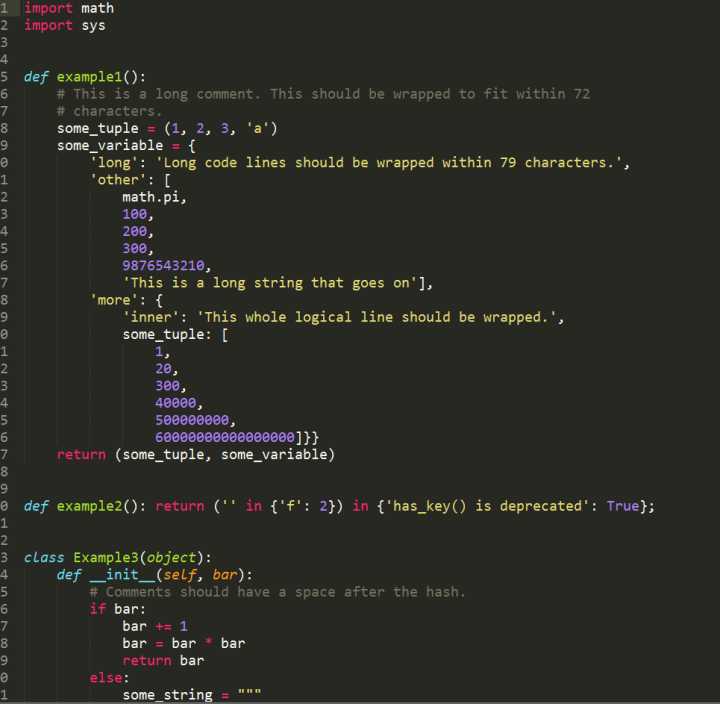 1 import math
2 import sys
3
4
5 def example1():
6     # This is a long comment. This should be wrapped to fit within 72
7     # characters.
8     some_tuple = (1, 2, 3, 'a')
9     some_variable = {
0         'long': 'Long code lines should be wrapped within 79 characters.',
1         'other': [
2             math.pi,
3             100,
4             200,
5             300,
6             9876543210,
7             'This is a long string that goes on'],
8         'more': {
9             'inner': 'This whole logical line should be wrapped.',
0             some_tuple: [
1                 1,
2                 20,
3                 300,
4                 40000,
5                 500000000,
6                 60000000000000000]}}
7     return (some_tuple, some_variable)
8
9
0 def example2(): return ('' in {'f': 2}) in {'has_key() is deprecated': True};
1
2
3 class Example3(object):
4     def __init__(self, bar):
5         # Comments should have a space after the hash.
6         if bar:
7             bar += 1
8             bar = bar * bar
9             return bar
0         else:
1             some_string = """